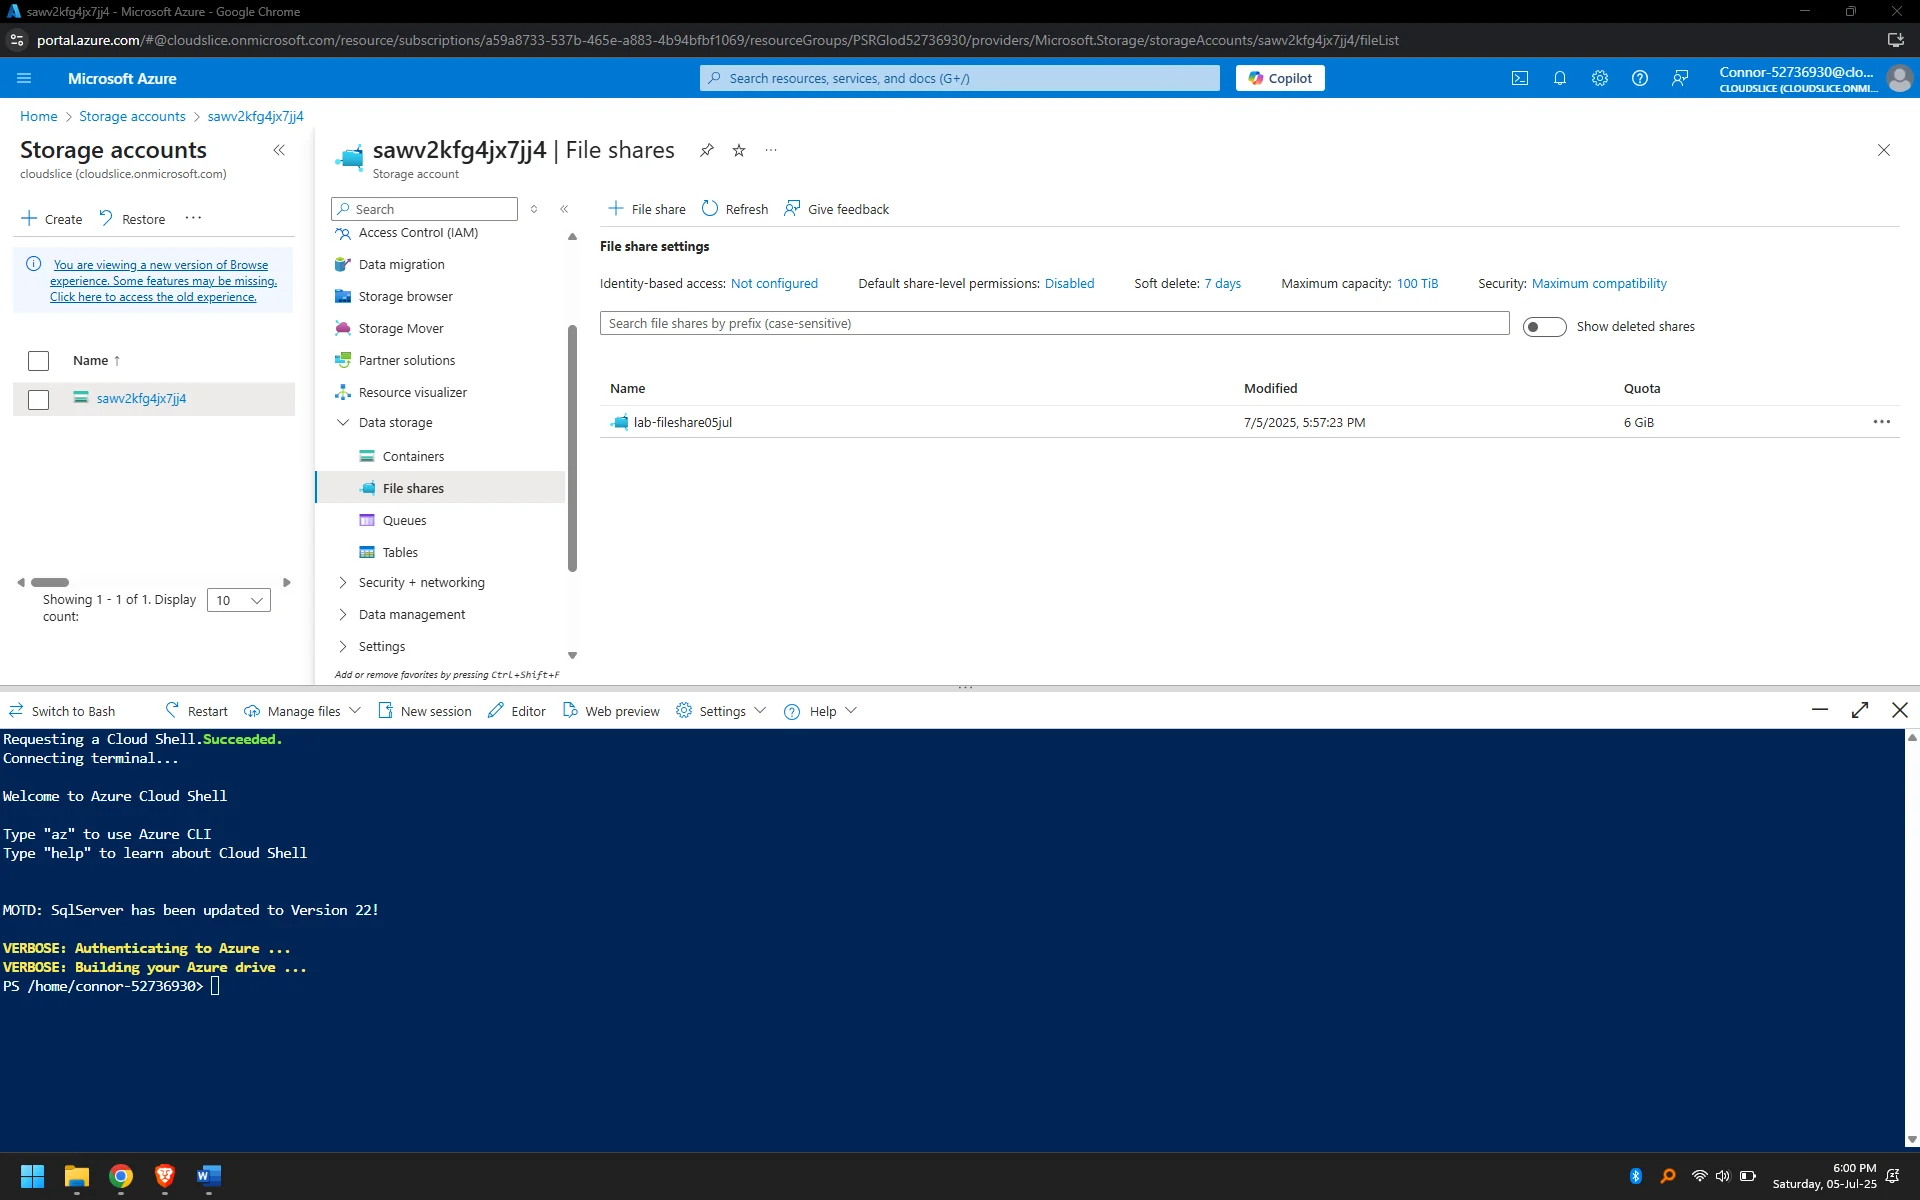 sawv2kfg4jx7jj4 - Microsoft Azure - Google Chrome
portal.azure.com/#@cloudslice.onmicrosoft.com/resource/subscriptions/a59a8733-537b-465e-a883-4b94bfbf1069/resourceGroups/PSRGlod52736930/providers/Microsoft.Storage/storageAccounts/sawv2kfg4jx7jj4/fileList
Microsoft Azure
Search resources, services, and docs (G+/)
Copilot
Connor-52736930@clo...
CLOUDSLICE (CLOUDSLICE.ONMI...
Home > Storage accounts > sawv2kfg4jx7jj4
Storage accounts
cloudslice (cloudslice.onmicrosoft.com)
Create
Restore
You are viewing a new version of Browse
experience. Some features may be missing.
Click here to access the old experience.
Name ↑
sawv2kfg4jx7jj4
Showing 1 - 1 of 1. Display
count:
10
sawv2kfg4jx7jj4 | File shares
Storage account
Search
Access Control (IAM)
Data migration
Storage browser
Storage Mover
Partner solutions
Resource visualizer
Data storage
Containers
File shares
Queues
Tables
Security + networking
Data management
Settings
Add or remove favorites by pressing Ctrl+Shift+F
File share
Refresh
Give feedback
File share settings
Identity-based access: Not configured
Default share-level permissions: Disabled
Soft delete: 7 days
Maximum capacity: 100 TiB
Security: Maximum compatibility
Search file shares by prefix (case-sensitive)
Show deleted shares
Name Modified Quota
lab-fileshare05jul 7/5/2025, 5:57:23 PM 6 GiB
Switch to Bash
Restart
Manage files
New session
Editor
Web preview
Settings
Help
Requesting a Cloud Shell.Succeeded.
Connecting terminal...
Welcome to Azure Cloud Shell
Type "az" to use Azure CLI
Type "help" to learn about Cloud Shell
MOTD: SqlServer has been updated to Version 22!
VERBOSE: Authenticating to Azure ...
VERBOSE: Building your Azure drive ...
PS /home/connor-52736930>
6:00 PM
Saturday, 05-Jul-25